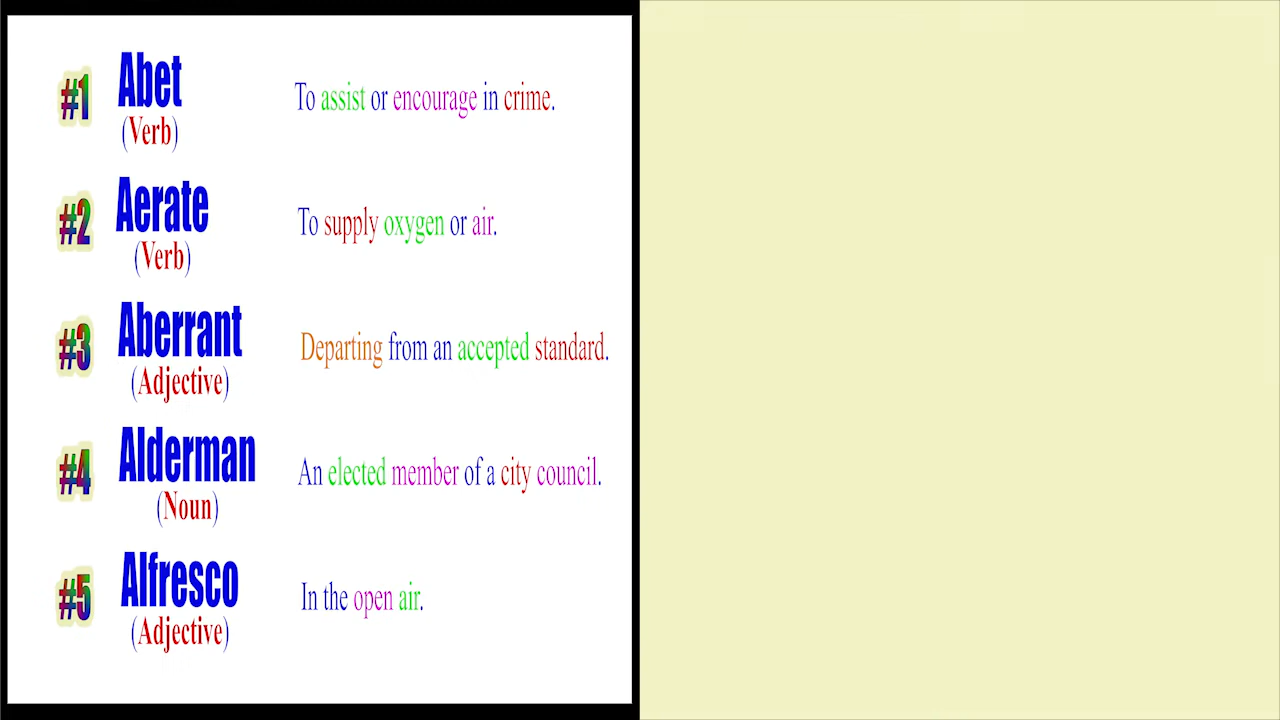 #1 Abet To assist or encourage in crime.
(Verb)
#2 Aerate To supply oxygen or air.
(Verb)
#3 Aberrant Departing from an accepted standard.
(Adjective)
#4 Alderman An elected member of a city council.
(Noun)
#5 Alfresco In the open air.
(Adjective)